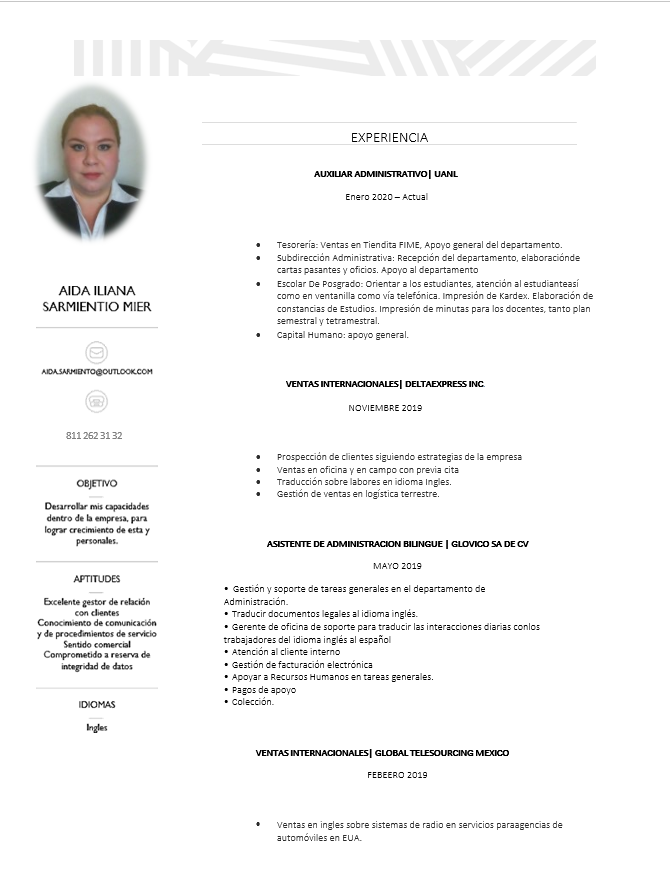 AIDA ILIANA
SARMIENTIO MIER
AIDA.SARMIENTO@OUTLOOK.COM
811 262 31 32
OBJETIVO
Desarrollar mis capacidades
dentro de la empresa, para
lograr crecimiento de esta y
personales.
APTITUDES
Excelente gestor de relación
con clientes
Conocimiento de comunicación
y de procedimientos de servicio
Sentido comercial
Comprometido a reserva de
integridad de datos
IDIOMAS
Ingles
EXPERIENCIA
AUXILIAR ADMINISTRATIVO| UANL
Enero 2020 – Actual
• Tesorería: Ventas en Tiendita FIME, Apoyo general del departamento.
• Subdirección Administrativa: Recepción del departamento, elaboraciónde
cartas pasantes y oficios. Apoyo al departamento
• Escolar De Posgrado: Orientar a los estudiantes, atención al estudianteasí
como en ventanilla como vía telefónica. Impresión de Kardex. Elaboración de
constancias de Estudios. Impresión de minutas para los docentes, tanto plan
semestral y tetramestral.
• Capital Humano: apoyo general.
VENTAS INTERNACIONALES| DELTAEXPRESS INC.
NOVIEMBRE 2019
• Prospección de clientes siguiendo estrategias de la empresa
• Ventas en oficina y en campo con previa cita
• Traducción sobre labores en idioma Ingles.
• Gestión de ventas en logística terrestre.
ASISTENTE DE ADMINISTRACION BILINGUE | GLOVICO SA DE CV
MAYO 2019
• Gestión y soporte de tareas generales en el departamento de
Administración.
• Traducir documentos legales al idioma inglés.
• Gerente de oficina de soporte para traducir las interacciones diarias conlos
trabajadores del idioma inglés al español
• Atención al cliente interno
• Gestión de facturación electrónica
• Apoyar a Recursos Humanos en tareas generales.
• Pagos de apoyo
• Colección.
VENTAS INTERNACIONALES| GLOBAL TELESOURCING MEXICO
FEBEERO 2019
• Ventas en ingles sobre sistemas de radio en servicios paraagencias de
automóviles en EUA.